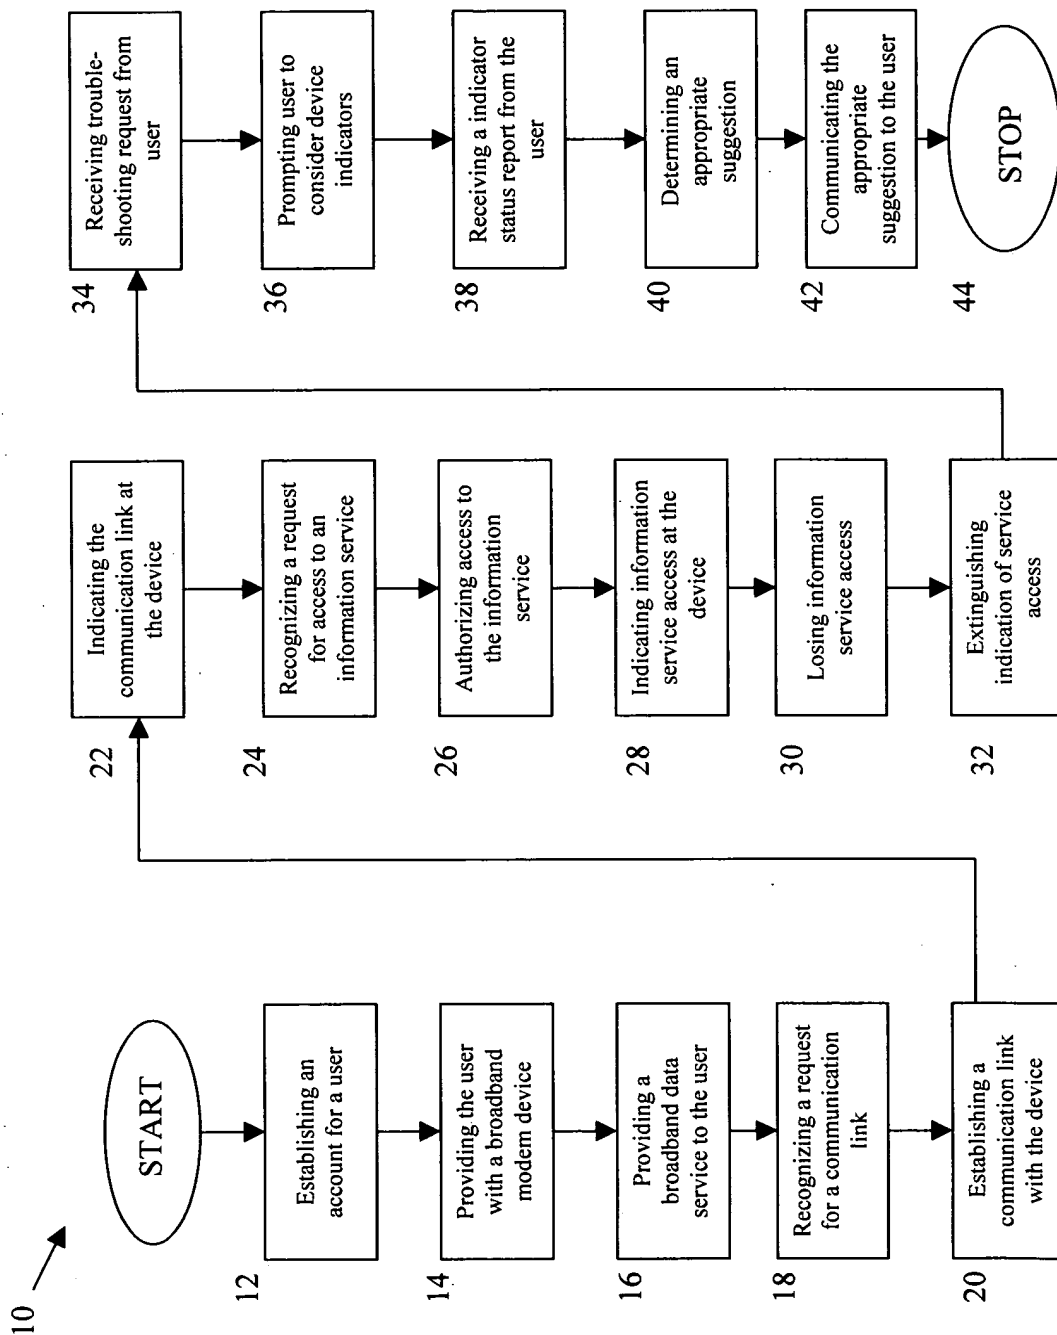 10
START
12
Establishing an
account for a user
14
Providing the user
with a broadband
modem device
16
Providing a
broadband data
service to the user
18
Recognizing a request
for a communication
link
20
Establishing a
communication link
with the device
22
Indicating the
communication link at
the device
24
Recognizing a request
for access to an
information service
26
Authorizing access to
the information
service
28
Indicating information
service access at the
device
30
Losing information
service access
32
Extinguishing
indication of service
access
34
Receiving trouble-
shooting request from
user
36
Prompting user to
consider device
indicators
38
Receiving a indicator
status report from the
user
40
Determining an
appropriate
suggestion
42
Communicating the
appropriate
suggestion to the user
44
STOP